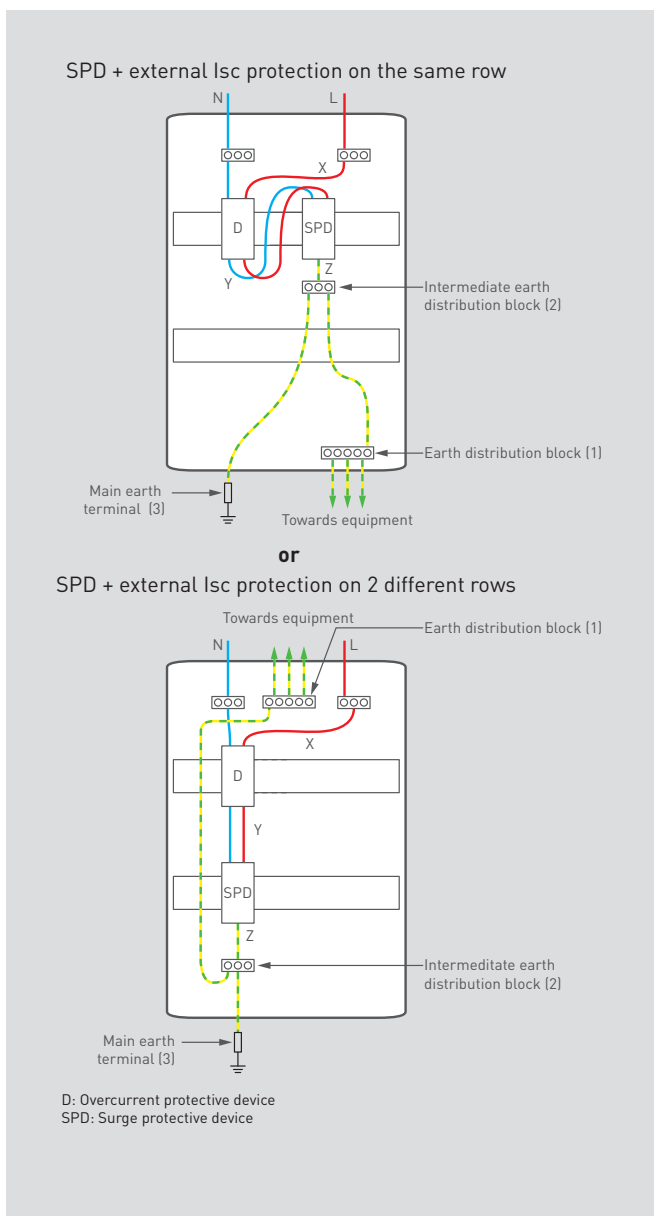 SPD + external Isc protection on the same row
N
L
X
D
SPD
Y
Z
Intermediate earth
distribution block (2)
Earth distribution block (1)
Main earth
terminal (3)
Towards equipment
or
SPD + external Isc protection on 2 different rows
Towards equipment
Earth distribution block (1)
N
L
X
D
Y
SPD
Z
Intermeditate earth
distribution block (2)
Main earth
terminal (3)
D: Overcurrent protective device
SPD: Surge protective device